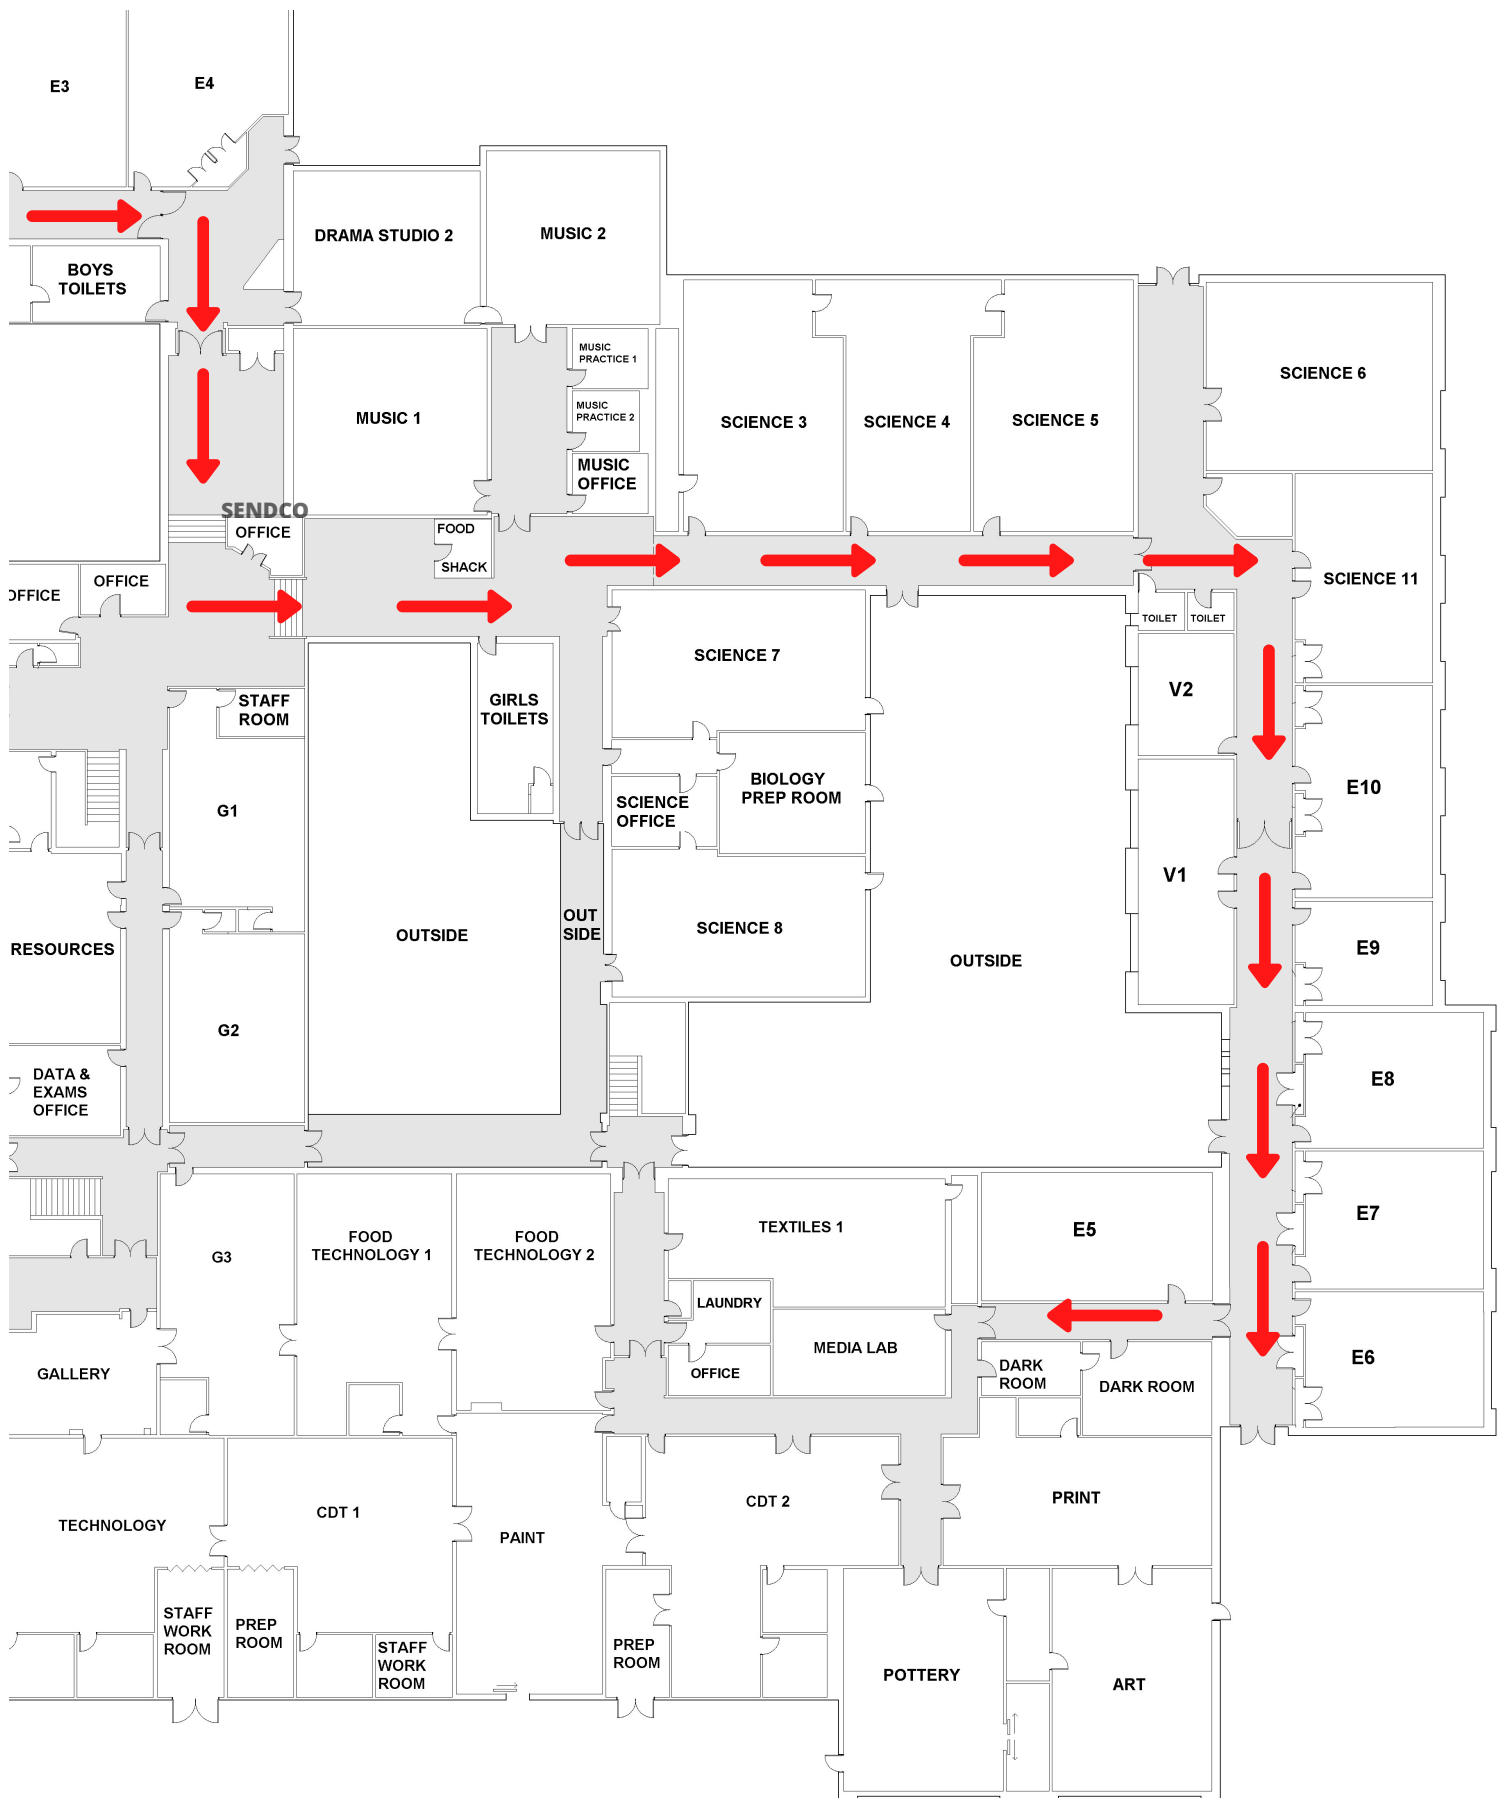 E3
E4
BOYS
TOILETS
DRAMA STUDIO 2
MUSIC 2
MUSIC
PRACTICE 1
MUSIC
PRACTICE 2
MUSIC
OFFICE
MUSIC 1
SCIENCE 3
SCIENCE 4
SCIENCE 5
SCIENCE 6
SENDCO
OFFICE
FOOD
SHACK
OFFICE
OFFICE
SCIENCE 11
TOILET
TOILET
SCIENCE 7
V2
STAFF
ROOM
GIRLS
TOILETS
BIOLOGY
PREP ROOM
SCIENCE
OFFICE
E10
G1
V1
OUT
SIDE
OUTSIDE
SCIENCE 8
OUTSIDE
E9
RESOURCES
G2
DATA &
EXAMS
OFFICE
E8
G3
FOOD
TECHNOLOGY 1
FOOD
TECHNOLOGY 2
TEXTILES 1
E5
E7
LAUNDRY
MEDIA LAB
OFFICE
DARK
ROOM
DARK ROOM
E6
GALLERY
TECHNOLOGY
CDT 1
PAINT
CDT 2
PRINT
STAFF
WORK
ROOM
PREP
ROOM
STAFF
WORK
ROOM
PREP
ROOM
POTTERY
ART